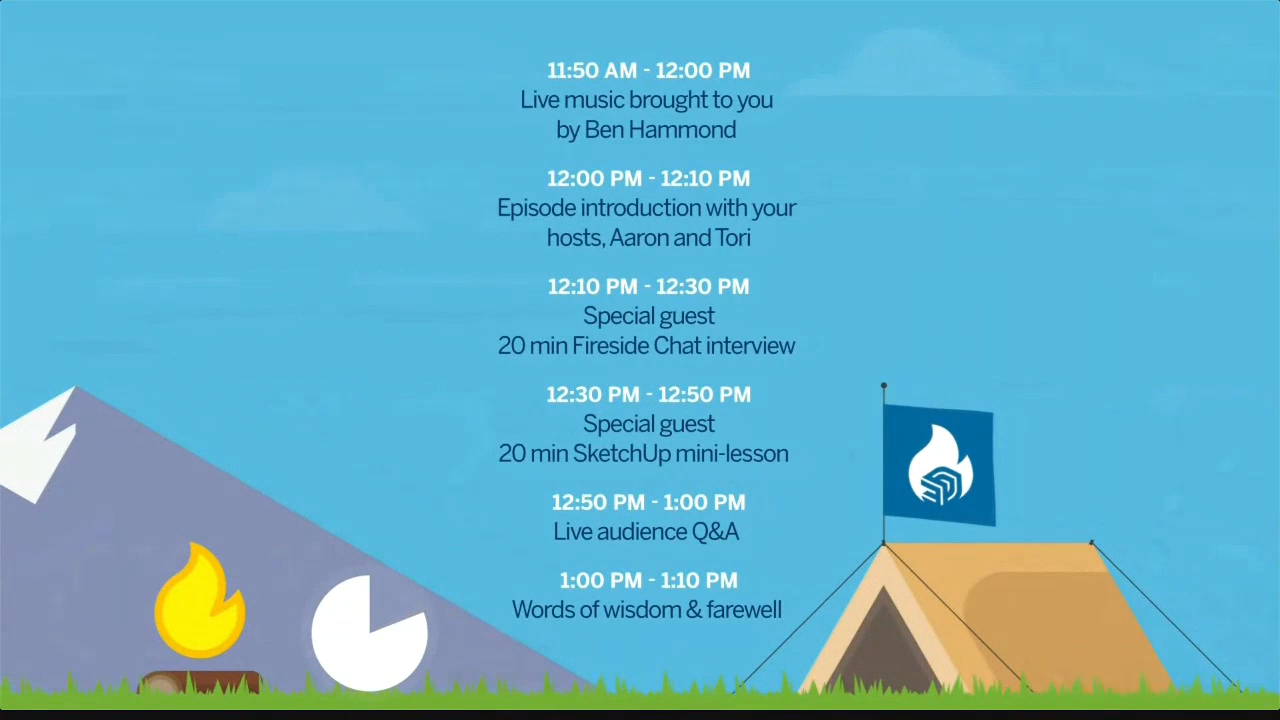 11:50 AM - 12:00 PM
Live music brought to you
by Ben Hammond
12:00 PM - 12:10 PM
Episode introduction with your
hosts, Aaron and Tori
12:10 PM - 12:30 PM
Special guest
20 min Fireside Chat interview
12:30 PM - 12:50 PM
Special guest
20 min SketchUp mini-lesson
12:50 PM - 1:00 PM
Live audience Q&A
1:00 PM - 1:10 PM
Words of wisdom & farewell